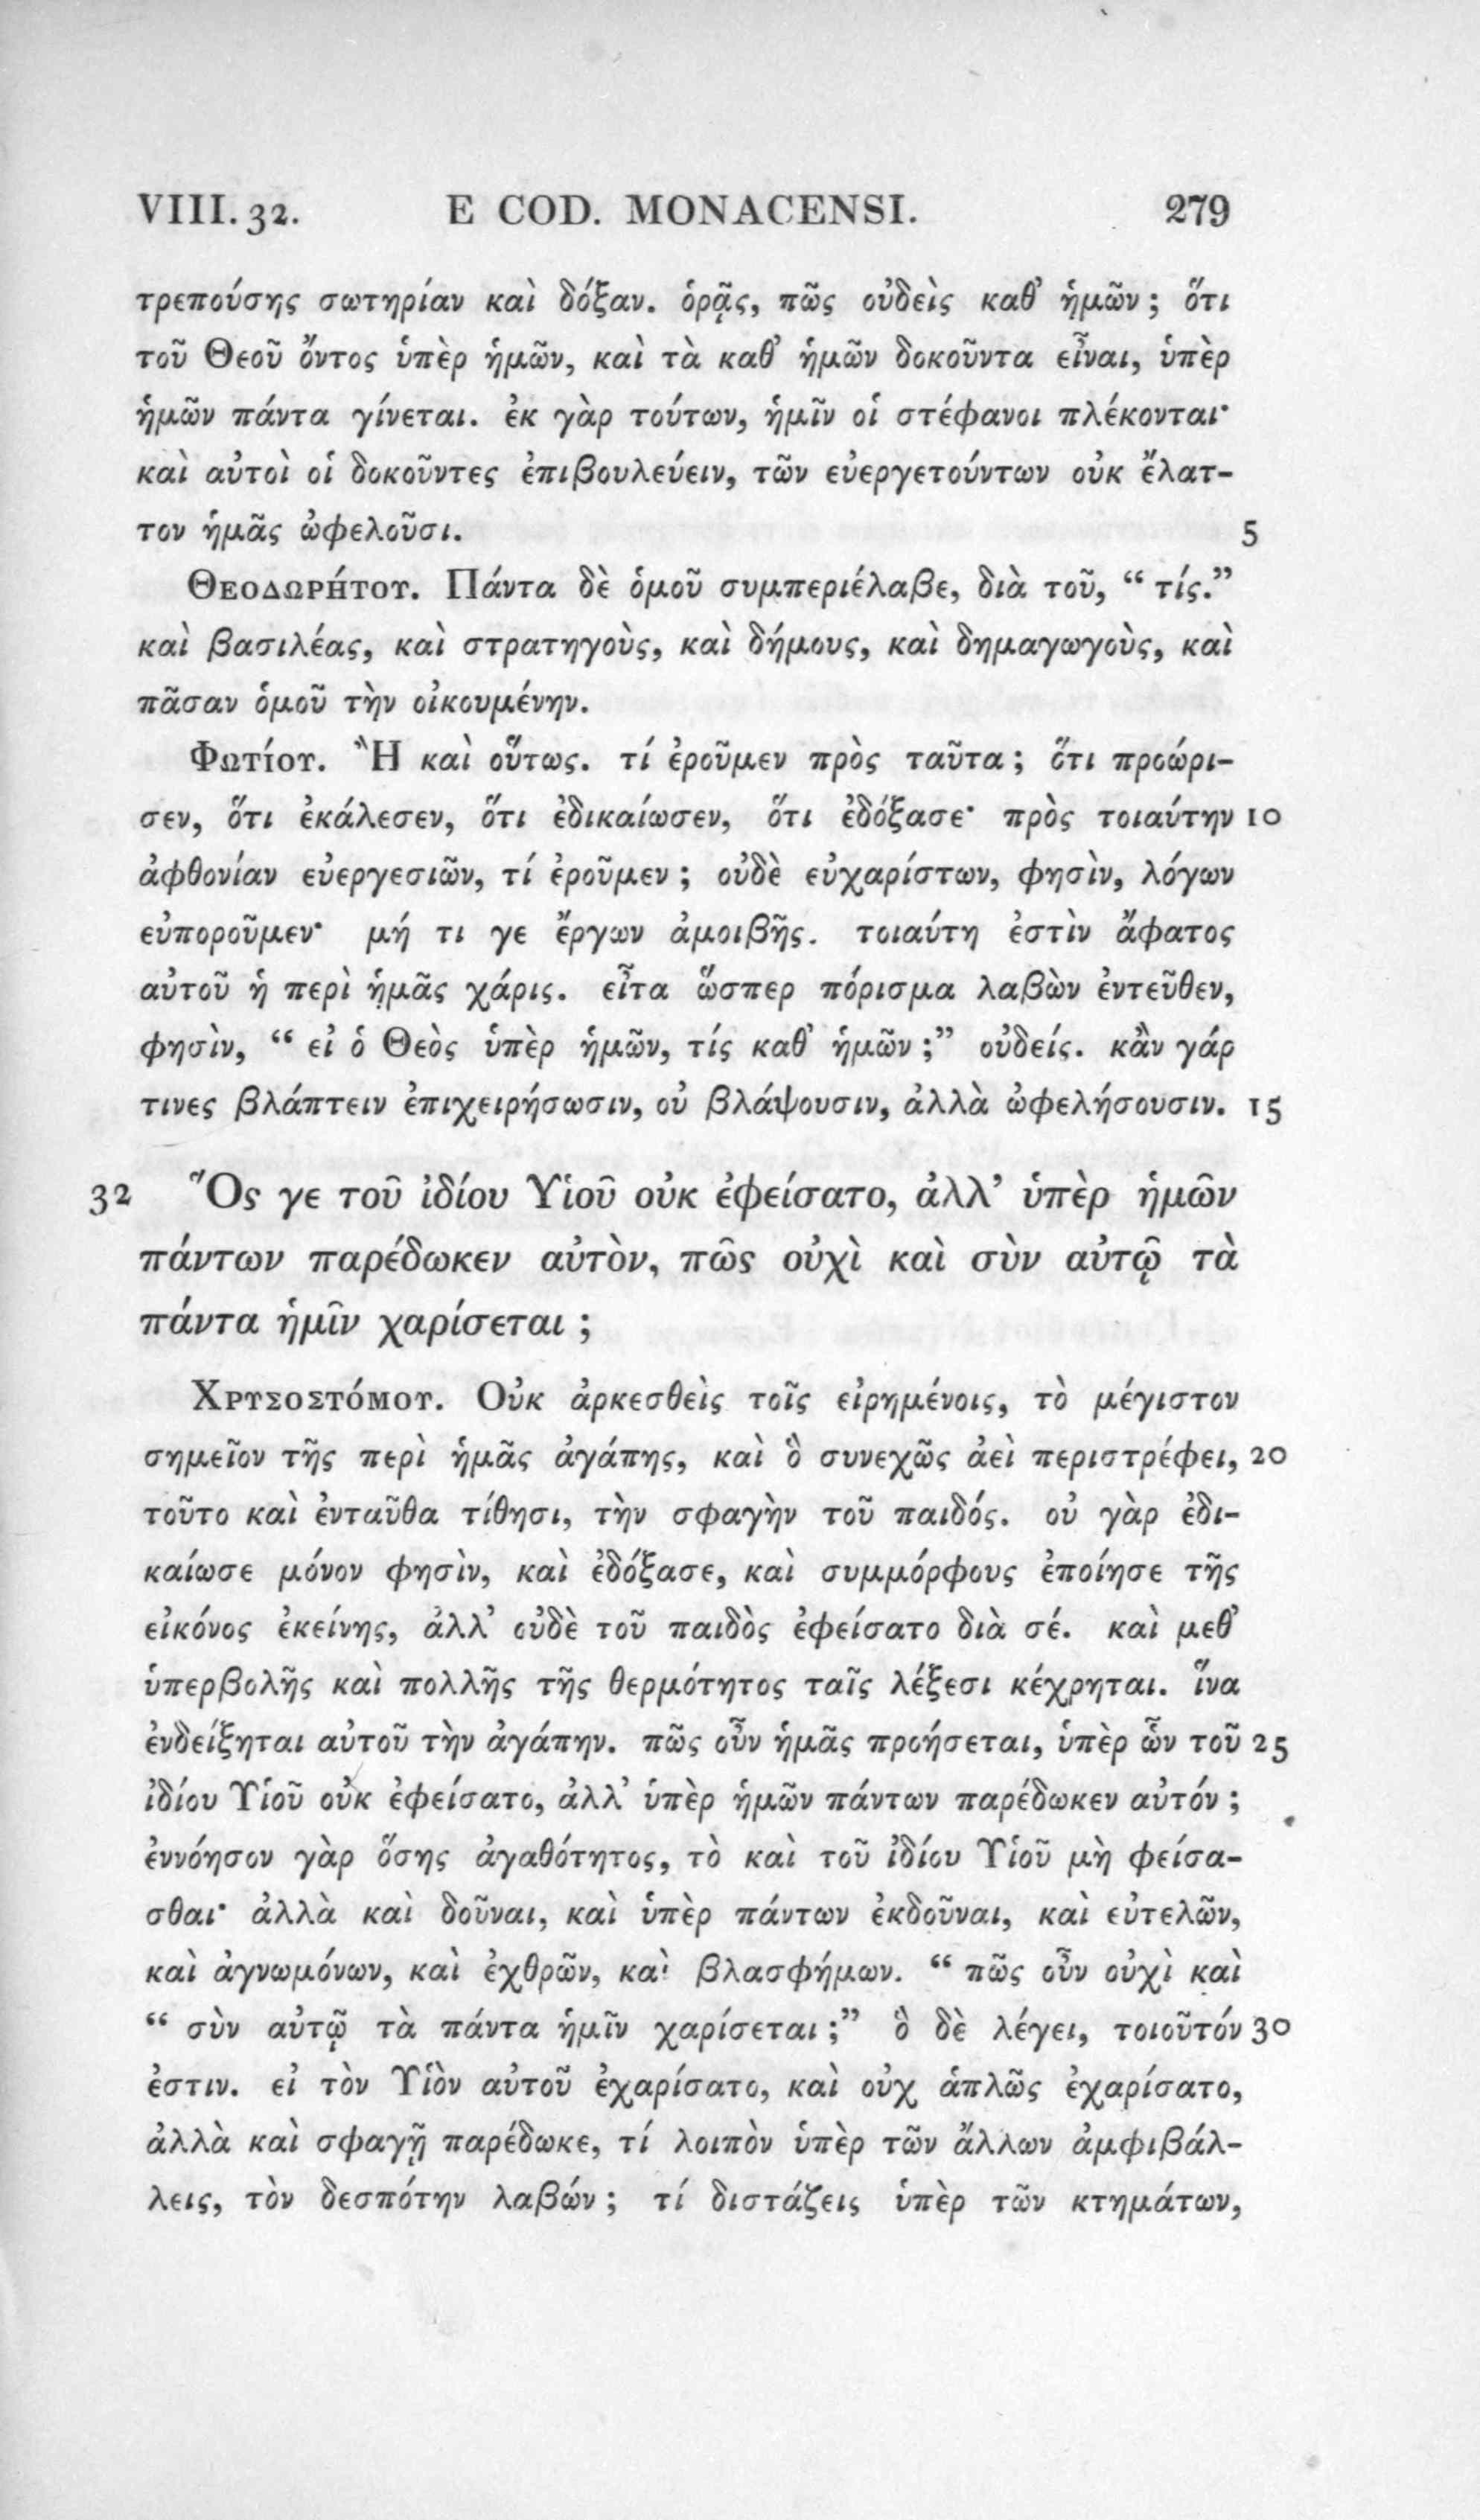 VIII. 32. E COD. MONACENSI. 279
τρεπούσης σωτηρίαν καὶ δόξαν. ὁρᾷς, πῶς οὐδεὶς καθ' ἡμῶν; ὅτι
τοῦ Θεοῦ ὄντος ὑπὲρ ἡμῶν, καὶ τὰ καθ' ἡμῶν δοκοῦντα εἶναι, ὑπὲρ
ἡμῶν πάντα γίνεται. ἐκ γὰρ τούτων, ἡμῖν οἱ στέφανοι πλέκονται·
καὶ αὐτοὶ οἱ δοκοῦντες ἐπιβουλεύειν, τῶν εὐεργετούντων οὐκ ἔλατ-
τον ἡμᾶς ὠφελοῦσι. 5
Θεοδωρήτου. Πάντα δὲ ὁμοῦ συμπεριέλαβε, διὰ τοῦ, “ τίς.”
καὶ βασιλέας, καὶ στρατηγοὺς, καὶ δήμους, καὶ δημαγωγοὺς, καὶ
πᾶσαν ὁμοῦ τὴν οἰκουμένην.
Φωτίου. Ἢ καὶ οὕτως. τί ἐροῦμεν πρὸς ταῦτα; ὅτι προώρι-
σεν, ὅτι ἐκάλεσεν, ὅτι ἐδικαίωσεν, ὅτι ἐδόξασε· πρὸς τοιαύτην 10
ἀφθονίαν εὐεργεσιῶν, τί ἐροῦμεν; οὐδὲ εὐχαρίστων, φησὶν, λόγων
εὐποροῦμεν· μή τι γε ἔργων ἀμοιβῆς. τοιαύτη ἐστὶν ἄφατος
αὐτοῦ ἡ περὶ ἡμᾶς χάρις. εἶτα ὥσπερ πόρισμα λαβὼν ἐντεῦθεν,
φησὶν, “ εἰ ὁ Θεὸς ὑπὲρ ἡμῶν, τίς καθ' ἡμῶν;” οὐδείς. κἂν γάρ
τινες βλάπτειν ἐπιχειρήσωσιν, οὐ βλάψουσιν, ἀλλὰ ὠφελήσουσιν. 15
32 Ὅς γε τοῦ ἰδίου Υἱοῦ οὐκ ἐφείσατο, ἀλλ' ὑπὲρ ἡμῶν
πάντων παρέδωκεν αὐτὸν, πῶς οὐχὶ καὶ σὺν αὐτῷ τὰ
πάντα ἡμῖν χαρίσεται;
Χρυσοστόμου. Οὐκ ἀρκεσθεὶς τοῖς εἰρημένοις, τὸ μέγιστον
σημεῖον τῆς περὶ ἡμᾶς ἀγάπης, καὶ ὃ συνεχῶς ἀεὶ περιστρέφει, 20
τοῦτο καὶ ἐνταῦθα τίθησι, τὴν σφαγὴν τοῦ παιδός. οὐ γὰρ ἐδι-
καίωσε μόνον φησὶν, καὶ ἐδόξασε, καὶ συμμόρφους ἐποίησε τῆς
εἰκόνος ἐκείνης, ἀλλ' οὐδὲ τοῦ παιδὸς ἐφείσατο διὰ σέ. καὶ μεθ'
ὑπερβολῆς καὶ πολλῆς τῆς θερμότητος ταῖς λέξεσι κέχρηται. ἵνα
ἐνδείξηται αὐτοῦ τὴν ἀγάπην. πῶς οὖν ἡμᾶς προήσεται, ὑπὲρ ὧν τοῦ 25
ἰδίου Υἱοῦ οὐκ ἐφείσατο, ἀλλ' ὑπὲρ ἡμῶν πάντων παρέδωκεν αὐτόν;
ἐννόησον γὰρ ὅσης ἀγαθότητος, τὸ καὶ τοῦ ἰδίου Υἱοῦ μὴ φείσα-
σθαι· ἀλλὰ καὶ δοῦναι, καὶ ὑπὲρ πάντων ἐκδοῦναι, καὶ εὐτελῶν,
καὶ ἀγνωμόνων, καὶ ἐχθρῶν, καὶ βλασφήμων. “ πῶς οὖν οὐχὶ καὶ
“ σὺν αὐτῷ τὰ πάντα ἡμῖν χαρίσεται;” ὃ δὲ λέγει, τοιοῦτόν 30
ἐστιν. εἰ τὸν Υἱὸν αὐτοῦ ἐχαρίσατο, καὶ οὐχ ἁπλῶς ἐχαρίσατο,
ἀλλὰ καὶ σφαγῇ παρέδωκε, τί λοιπὸν ὑπὲρ τῶν ἄλλων ἀμφιβάλ-
λεις, τὸν δεσπότην λαβών; τί διστάζεις ὑπὲρ τῶν κτημάτων,